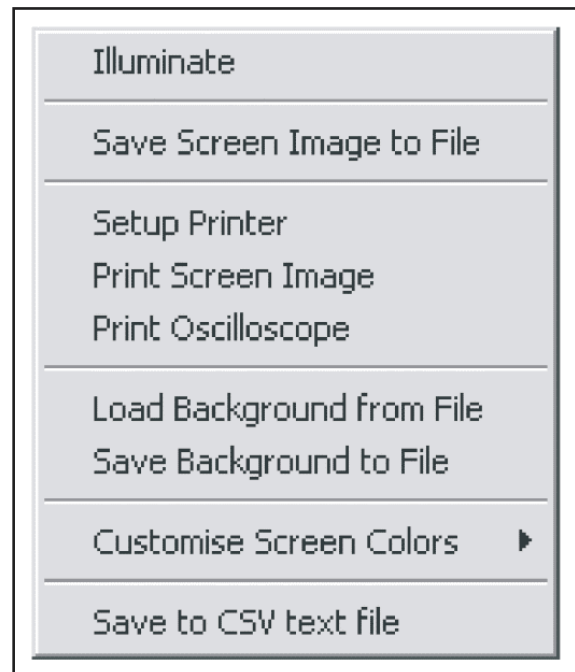 Illuminate
Save Screen Image to File
Setup Printer
Print Screen Image
Print Oscilloscope
Load Background from File
Save Background to File
Customise Screen Colors
Save to CSV text file